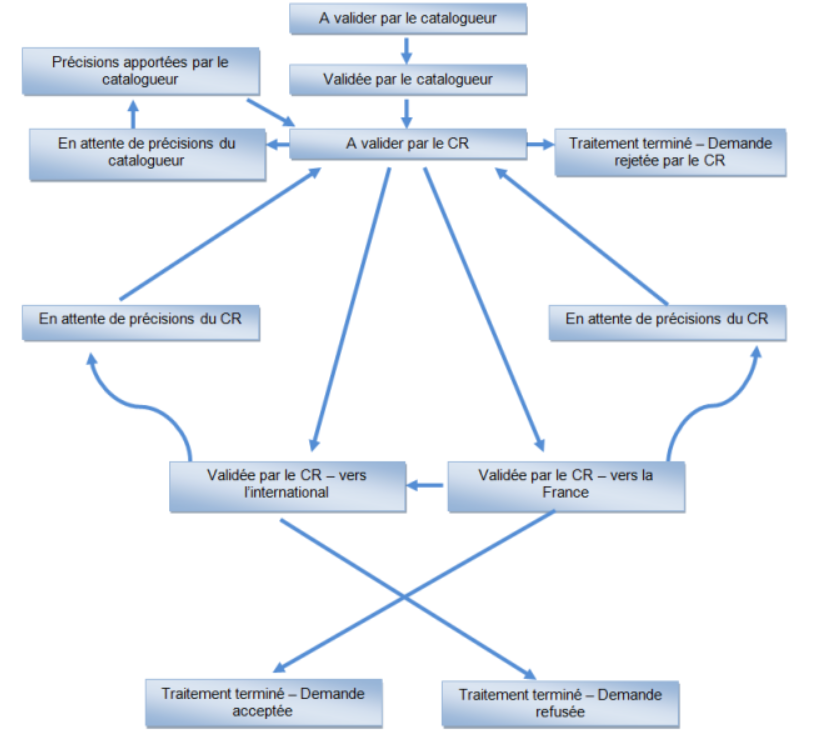 A valider par le catalogueur
Précisions apportées par le
catalogueur
Validée par le catalogueur
En attente de précisions du
catalogueur
A valider par le CR
Traitement terminé – Demande
rejetée par le CR
En attente de précisions du CR
En attente de précisions du CR
Validée par le CR – vers
l'international
Validée par le CR – vers la
France
Traitement terminé – Demande
acceptée
Traitement terminé – Demande
refusée